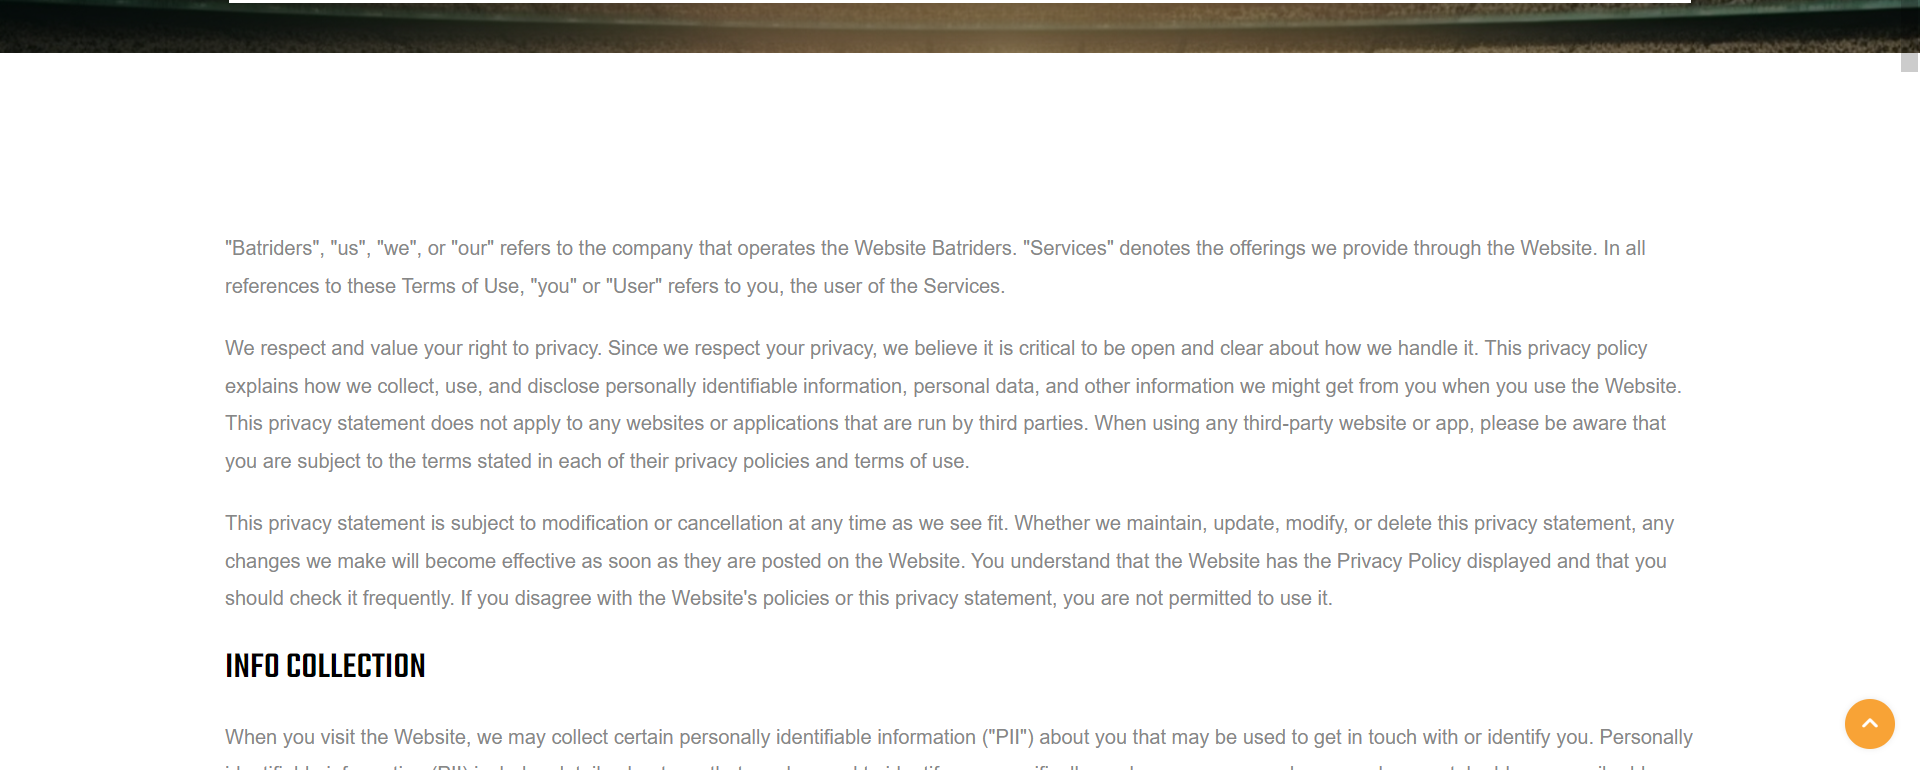 "Batriders", "us", "we", or "our" refers to the company that operates the Website Batriders. "Services" denotes the offerings we provide through the Website. In all
references to these Terms of Use, "you" or "User" refers to you, the user of the Services.
We respect and value your right to privacy. Since we respect your privacy, we believe it is critical to be open and clear about how we handle it. This privacy policy
explains how we collect, use, and disclose personally identifiable information, personal data, and other information we might get from you when you use the Website.
This privacy statement does not apply to any websites or applications that are run by third parties. When using any third-party website or app, please be aware that
you are subject to the terms stated in each of their privacy policies and terms of use.
This privacy statement is subject to modification or cancellation at any time as we see fit. Whether we maintain, update, modify, or delete this privacy statement, any
changes we make will become effective as soon as they are posted on the Website. You understand that the Website has the Privacy Policy displayed and that you
should check it frequently. If you disagree with the Website's policies or this privacy statement, you are not permitted to use it.
INFO COLLECTION
When you visit the Website, we may collect certain personally identifiable information ("PII") about you that may be used to get in touch with or identify you. Personally